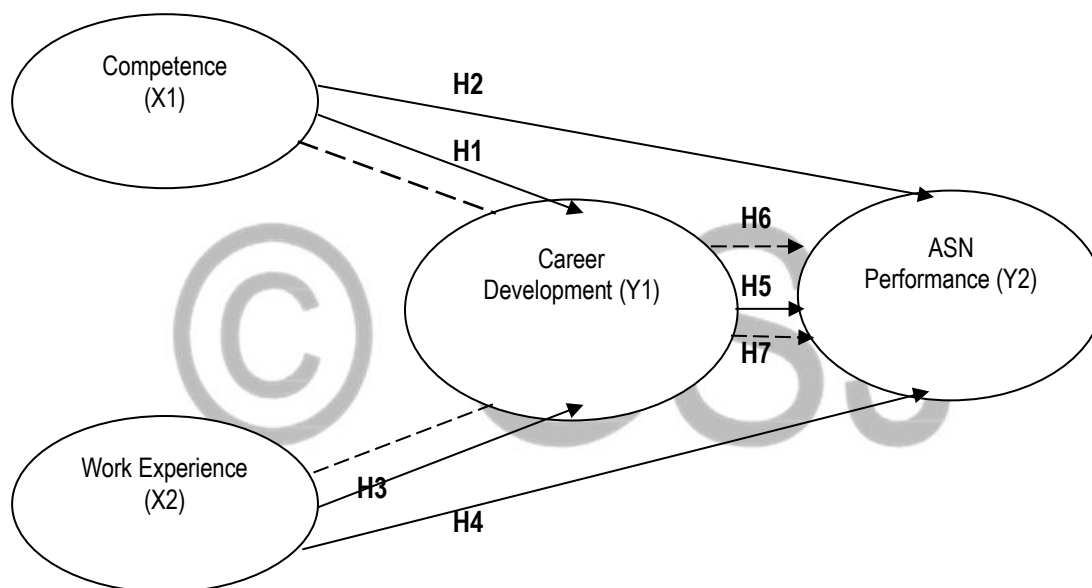 Competence
(X1)
H2
H1
H6
Career
Development (Y1)
ASN
Performance (Y2)
H5
H7
Work Experience
(X2)
H3
H4
©